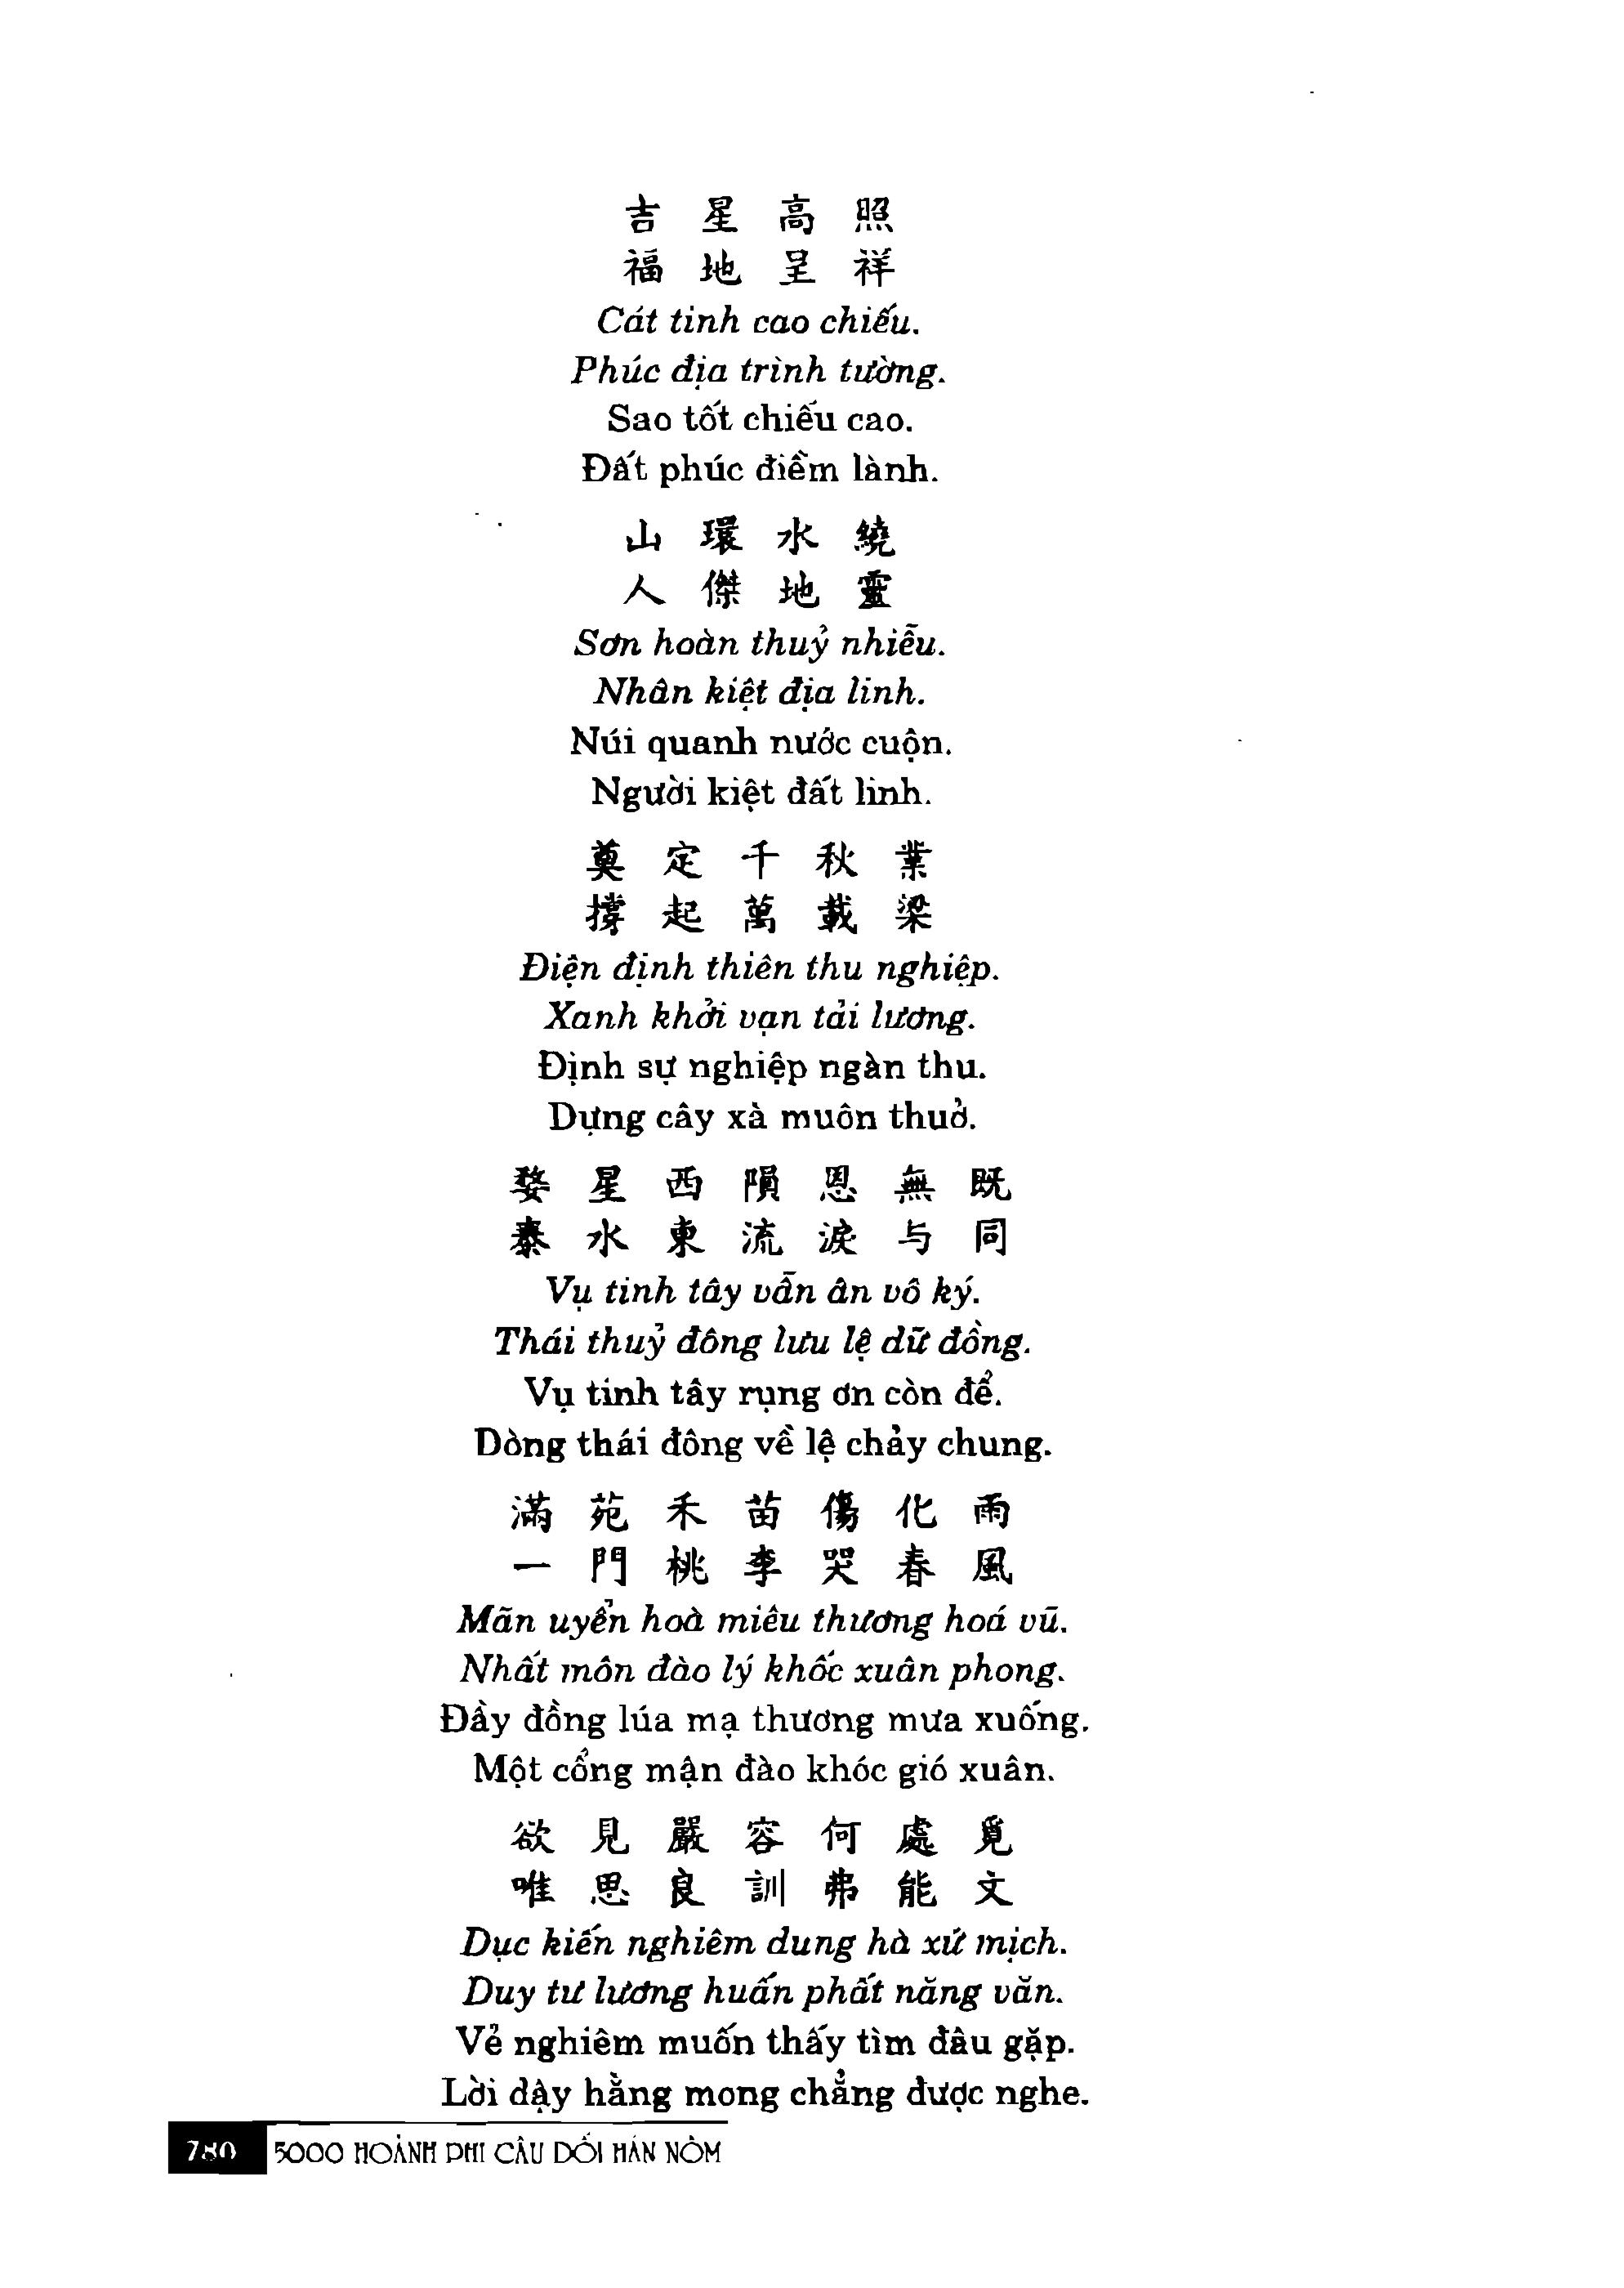 吉星高照
福地呈祥
Cát tinh cao chiếu.
Phúc địa trình tường.
Sao tốt chiếu cao.
Đất phúc điềm lành.
山環水繞
人傑地靈
Sơn hoàn thuỷ nhiễu.
Nhân kiệt địa linh.
Núi quanh nước cuộn.
Người kiệt đất linh.
奠定千秋業
撐起萬載梁
Điện định thiên thu nghiệp.
Xanh khởi vạn tải lương.
Định sự nghiệp ngàn thu.
Dựng cây xà muôn thuở.
婺星西隕恩無既
泰水東流淚与同
Vụ tinh tây vẫn ân vô ký.
Thái thuỷ đông lưu lệ dữ đồng.
Vụ tinh tây rụng ơn còn để.
Dòng thái đông về lệ chảy chung.
滿苑禾苗傷化雨
一門桃李哭春風
Mãn uyển hoà miêu thương hoá vũ.
Nhất môn đào lý khốc xuân phong.
Đầy đồng lúa mạ thương mưa xuống.
Một cổng mận đào khóc gió xuân.
欲見嚴容何處覓
唯思良訓弗能文
Dục kiến nghiêm dung hà xứ mịch.
Duy tư lương huấn phất năng văn.
Vẻ nghiêm muốn thấy tìm đâu gặp.
Lời dậy hằng mong chẳng được nghe.
780 5000 HOÀNH PHI CÂU ĐỐI HÁN NÔM